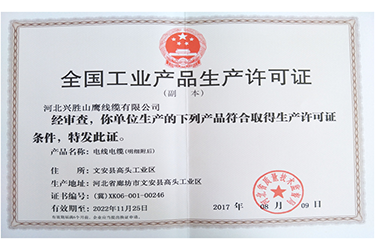 全国工业产品生产许可证
(副 本)
河北兴胜山鹰线缆有限公司
经审查，你单位生产的下列产品符合取得生产许可证
条件，特发此证。
产品名称：电线电缆(明细附后)
住 所：文安县高头工业区
生产地址：河北省廊坊市文安县高头工业区
证书编号：(冀)XK06-001-00246
有效期至：2022年11月25日
2017 年 08 月 09 日